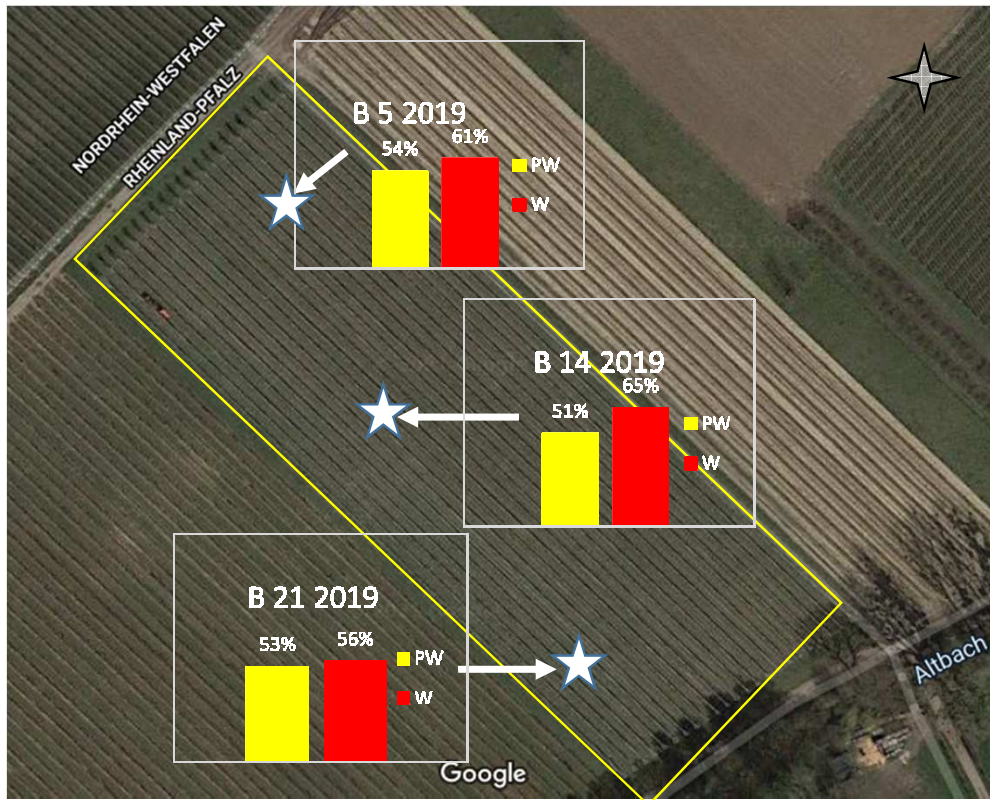 NORDRHEIN-WESTFALEN
RHEINLAND-PFALZ
B 5 2019
54%
61%
PW
W
B 14 2019
51%
65%
PW
W
B 21 2019
53%
56%
PW
W
Altbach
Google